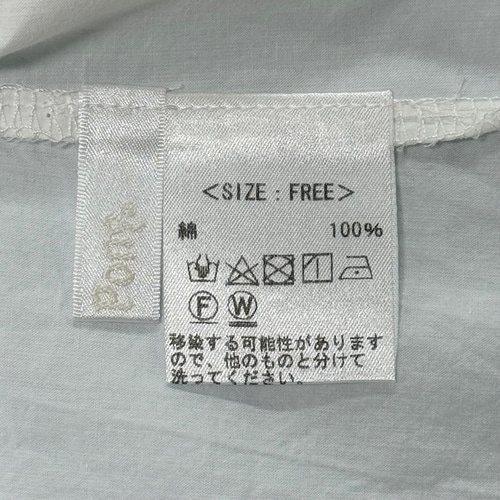 <SIZE : FREE>
綿 100%
F W
移染する可能性があります
ので、他のものと分けて
洗ってください。
Pony